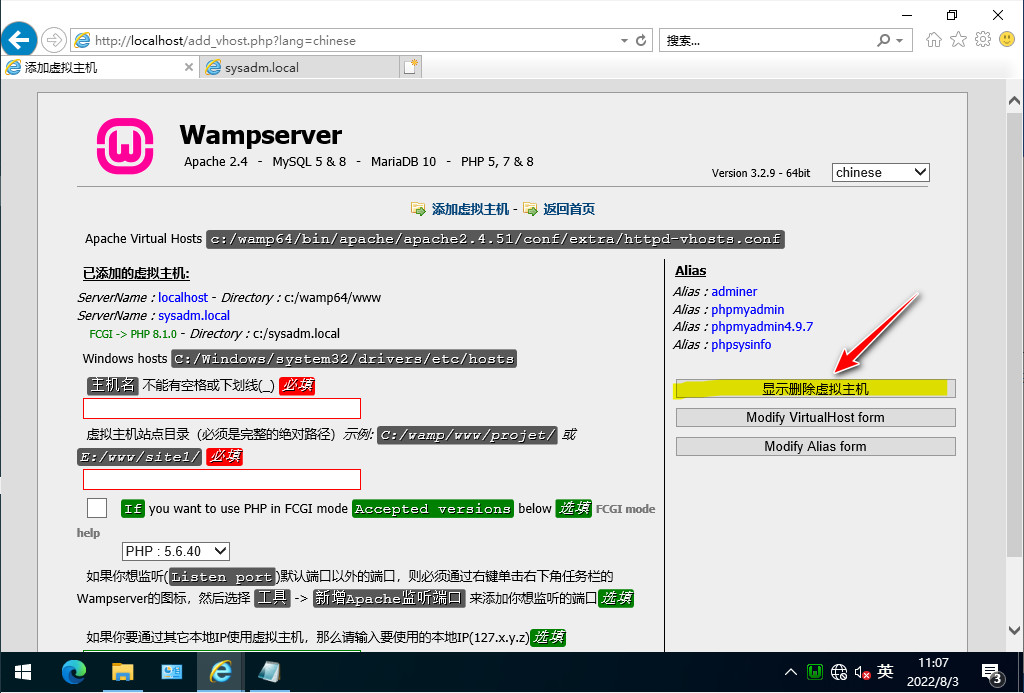 http://localhost/add_vhost.php?lang=chinese
搜索...
添加虚拟主机
sysadm.local
Wampserver
Apache 2.4 - MySQL 5 & 8 - MariaDB 10 - PHP 5, 7 & 8
Version 3.2.9 - 64bit
chinese
添加虚拟主机 - 返回首页
Apache Virtual Hosts c:/wamp64/bin/apache/apache2.4.51/conf/extra/httpd-vhosts.conf
已添加的虚拟主机:
ServerName : localhost - Directory : c:/wamp64/www
ServerName : sysadm.local
FCGI -> PHP 8.1.0 - Directory : c:/sysadm.local
Windows hosts C:/Windows/system32/drivers/etc/hosts
主机名 不能有空格或下划线(_) 必填
虚拟主机站点目录（必须是完整的绝对路径）示例: C:/wamp/www/projet/ 或
E:/www/site1/ 必填
If you want to use PHP in FCGI mode Accepted versions below 选填 FCGI mode
help
PHP : 5.6.40
如果你想监听(Listen port)默认端口以外的端口，则必须通过右键单击右下角任务栏的
Wampserver的图标，然后选择 工具 -> 新增Apache监听端口 来添加你想监听的端口 选填
如果你要通过其它本地IP使用虚拟主机，那么请输入要使用的本地IP(127.x.y.z) 选填
Alias
Alias : adminer
Alias : phpmyadmin
Alias : phpmyadmin4.9.7
Alias : phpsysinfo
显示删除虚拟主机
Modify VirtualHost form
Modify Alias form
英
11:07
2022/8/3
3